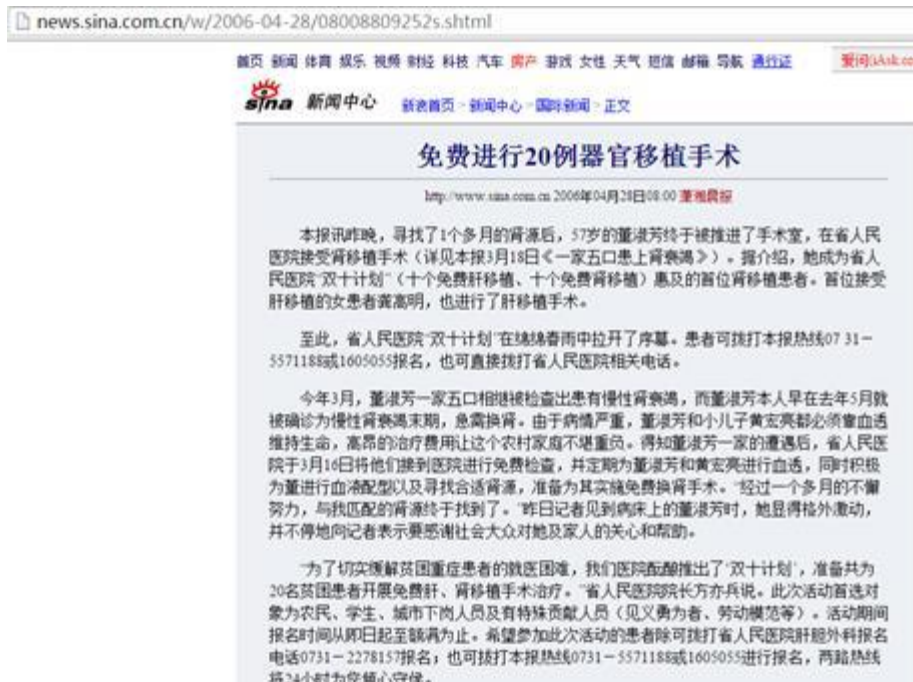 news.sina.com.cn/w/2006-04-28/08008809252s.shtml
首页 新闻 体育 娱乐 视频 财经 科技 汽车 房产 游戏 女性 天气 短信 邮箱 导航 通行证 爱问(iAsk.co
sina 新闻中心 新浪首页 > 新闻中心 > 国际新闻 > 正文
免费进行20例器官移植手术
http://www.sina.com.cn 2006年04月28日08:00 潇湘晨报
本报讯昨晚，寻找了1个多月的肾源后，57岁的董淑芳终于被推进了手术室，在省人民
医院接受肾移植手术（详见本报3月18日《一家五口患上肾衰竭》）。据介绍，她成为省人
民医院"双十计划"（十个免费肝移植、十个免费肾移植）惠及的首位肾移植患者。首位接受
肝移植的女患者龚高明，也进行了肝移植手术。
至此，省人民医院"双十计划"在绵绵春雨中拉开了序幕。患者可拨打本报热线07 31－
5571188或1605055报名，也可直接拨打省人民医院相关电话。
今年3月，董淑芳一家五口相继被检查出患有慢性肾衰竭，而董淑芳本人早在去年5月就
被确诊为慢性肾衰竭末期，急需换肾。由于病情严重，董淑芳和小儿子黄宏亮都必须靠血透
维持生命，高昂的治疗费用让这个农村家庭不堪重负。得知董淑芳一家的遭遇后，省人民医
院于3月16日将他们接到医院进行免费检查，并定期为董淑芳和黄宏亮进行血透，同时积极
为董进行血液配型以及寻找合适肾源，准备为其实施免费换肾手术。"经过一个多月的不懈
努力，与我匹配的肾源终于找到了。"昨日记者见到病床上的董淑芳时，她显得格外激动，
并不停地向记者表示要感谢社会大众对她及家人的关心和帮助。
"为了切实缓解贫困重症患者的就医困难，我们医院酝酿推出了'双十计划'，准备共为
20名贫困患者开展免费肝、肾移植手术治疗。"省人民医院院长方亦兵说。此次活动首选对
象为农民、学生、城市下岗人员及有特殊贡献人员（见义勇为者、劳动模范等）。活动期间
报名时间从即日起至额满为止。希望参加此次活动的患者除可拨打省人民医院肝胆外科报名
电话0731－2278157报名；也可拨打本报热线0731－5571188或1605055进行报名，两路热线
将24小时为您倾心守候。